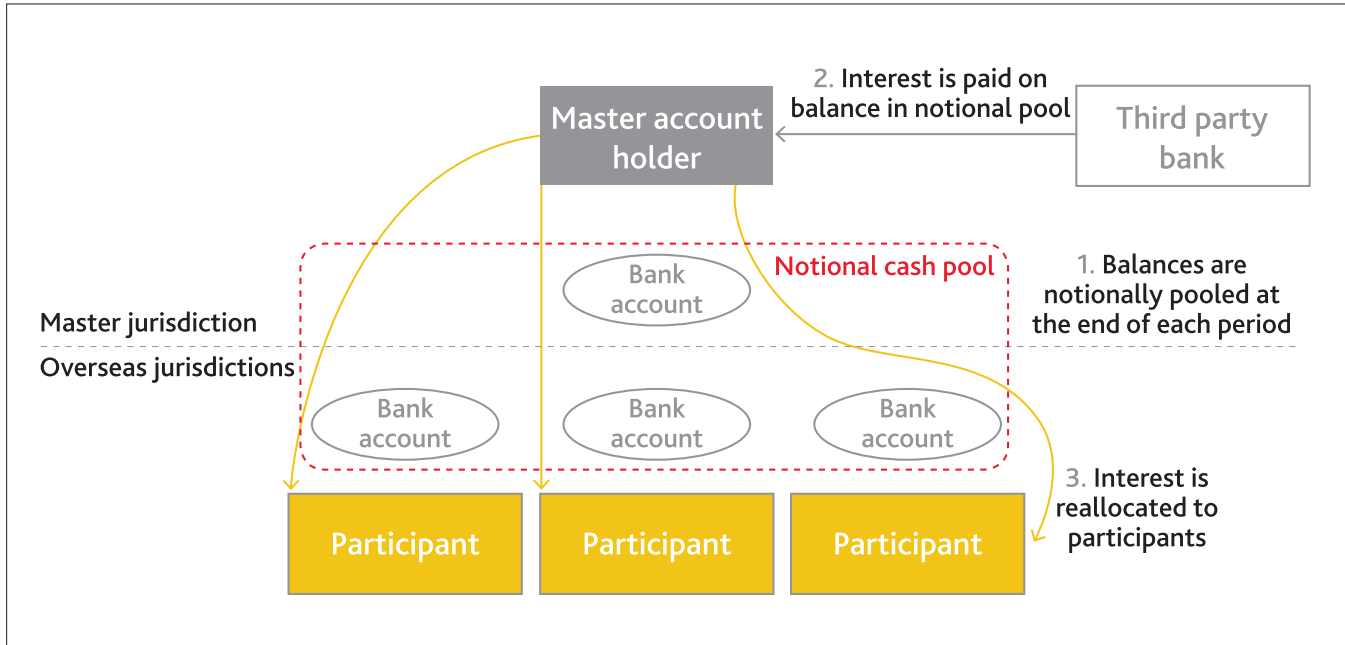 2. Interest is paid on
balance in notional pool
Master account
holder
Third party
bank
Notional cash pool
Bank
account
1. Balances are
notionally pooled at
the end of each period
Master jurisdiction
Overseas jurisdictions
Bank
account
Bank
account
Bank
account
3. Interest is
reallocated to
participants
Participant
Participant
Participant